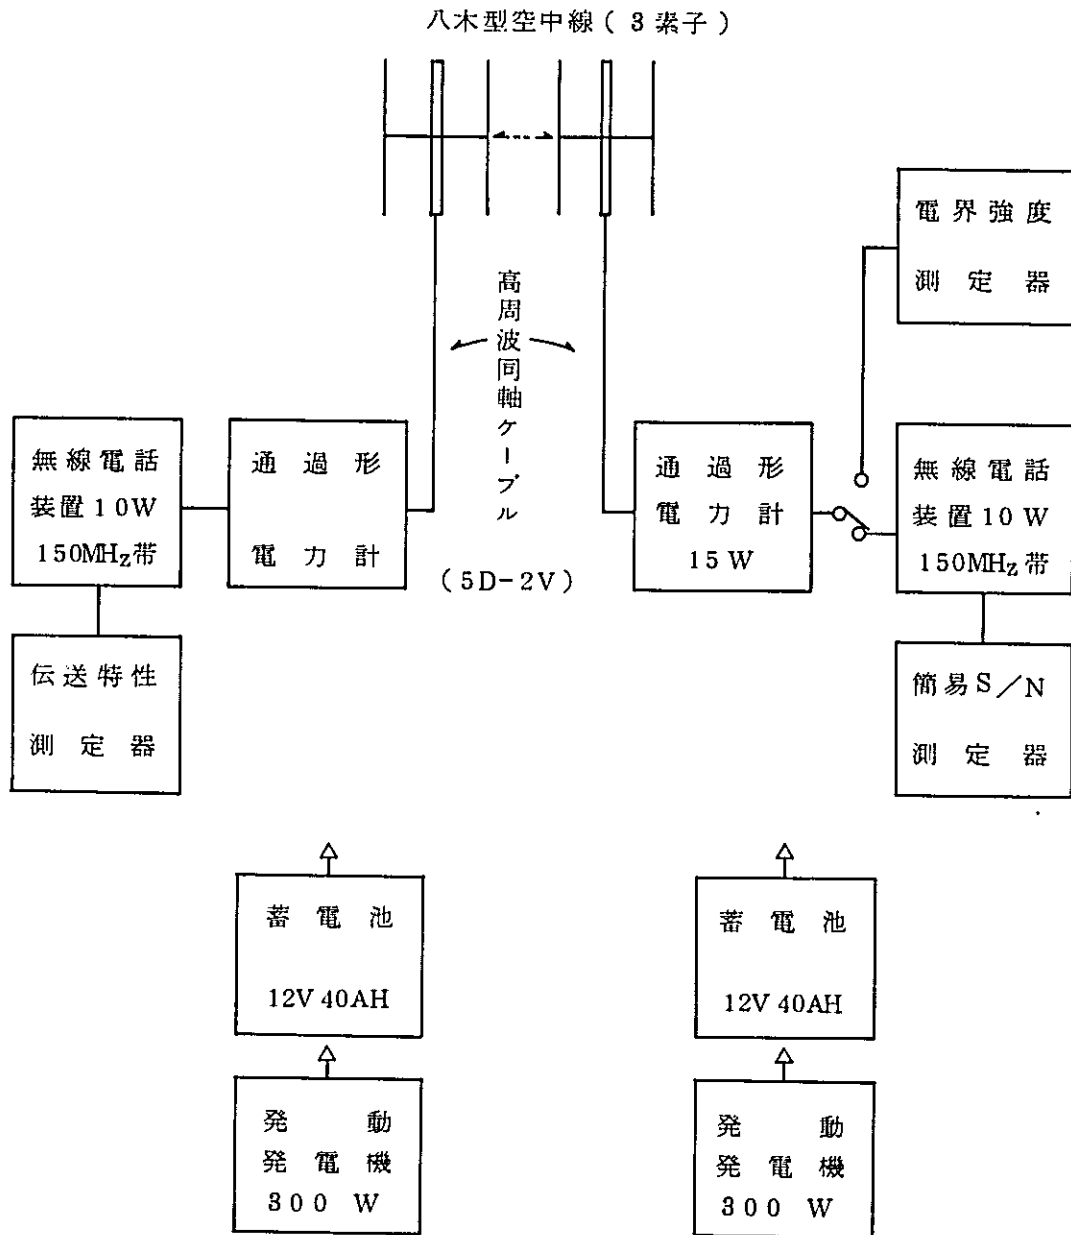 八木型空中線 ( 3 素子 )
電界強度
測定器
高周波同軸ケーブル
(5D-2V)
無線電話
装置10W
150MHz帯
通過形
電力計
通過形
電力計
15W
無線電話
装置10W
150MHz帯
伝送特性
測定器
簡易S/N
測定器
蓄電池
12V 40AH
蓄電池
12V 40AH
発動
発電機
300 W
発動
発電機
300 W